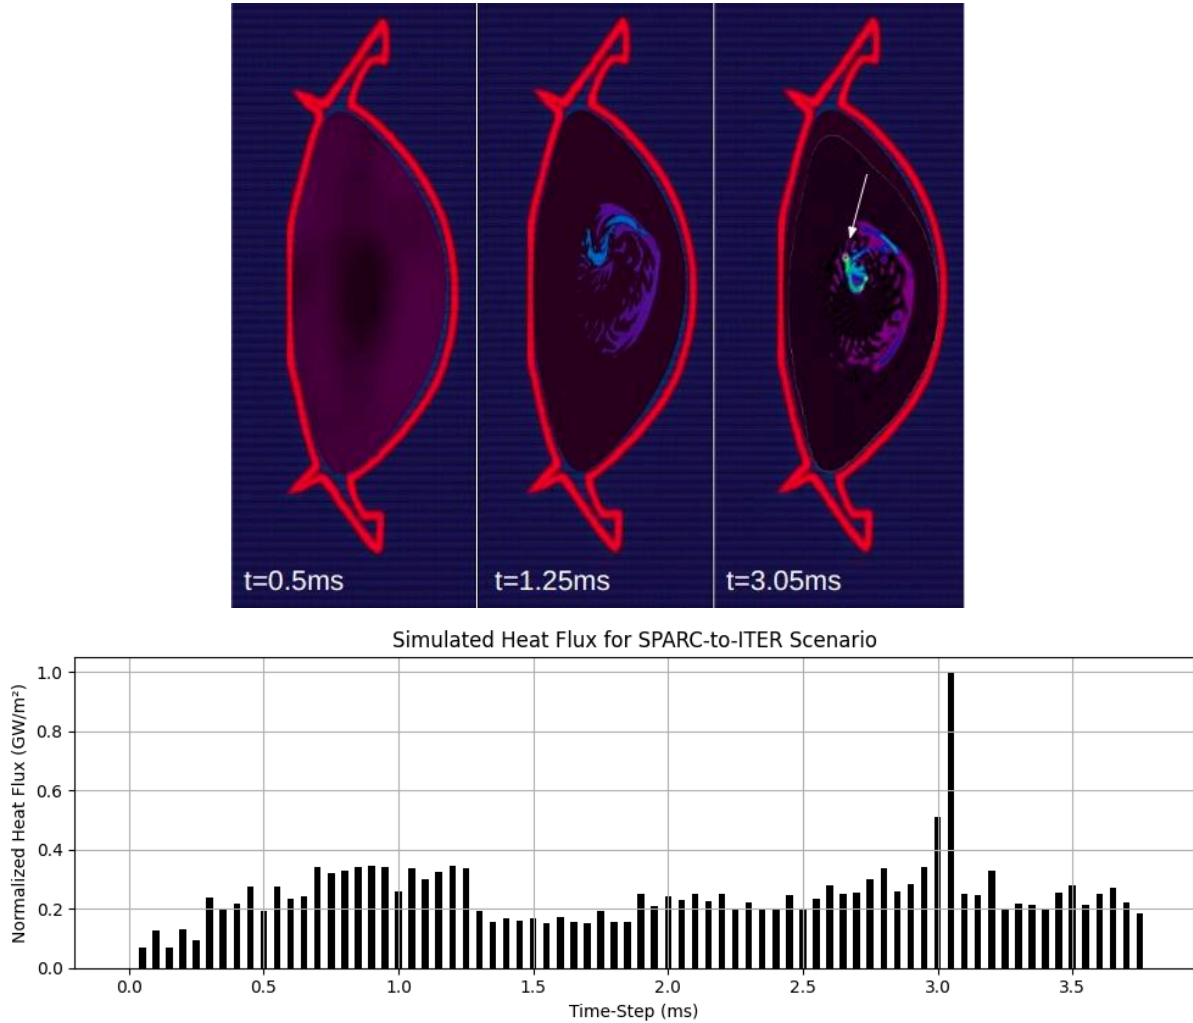 t=0.5ms
t=1.25ms
t=3.05ms
Simulated Heat Flux for SPARC-to-ITER Scenario
Normalized Heat Flux (GW/m²)
1.0
0.8
0.6
0.4
0.2
0.0
0.0 0.5 1.0 1.5 2.0 2.5 3.0 3.5
Time-Step (ms)